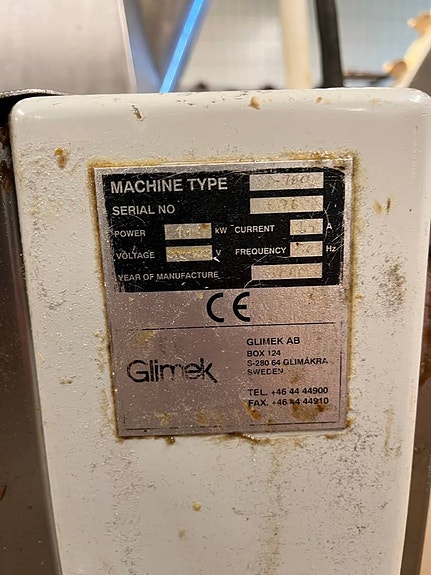 MACHINE TYPE
SERIAL NO
POWER kW CURRENT A
VOLTAGE V FREQUENCY Hz
YEAR OF MANUFACTURE
CE
Glimek
GLIMEK AB
BOX 124
S-280 64 GLIMÅKRA
SWEDEN
TEL. +46 44 44900
FAX. +46 44 44910